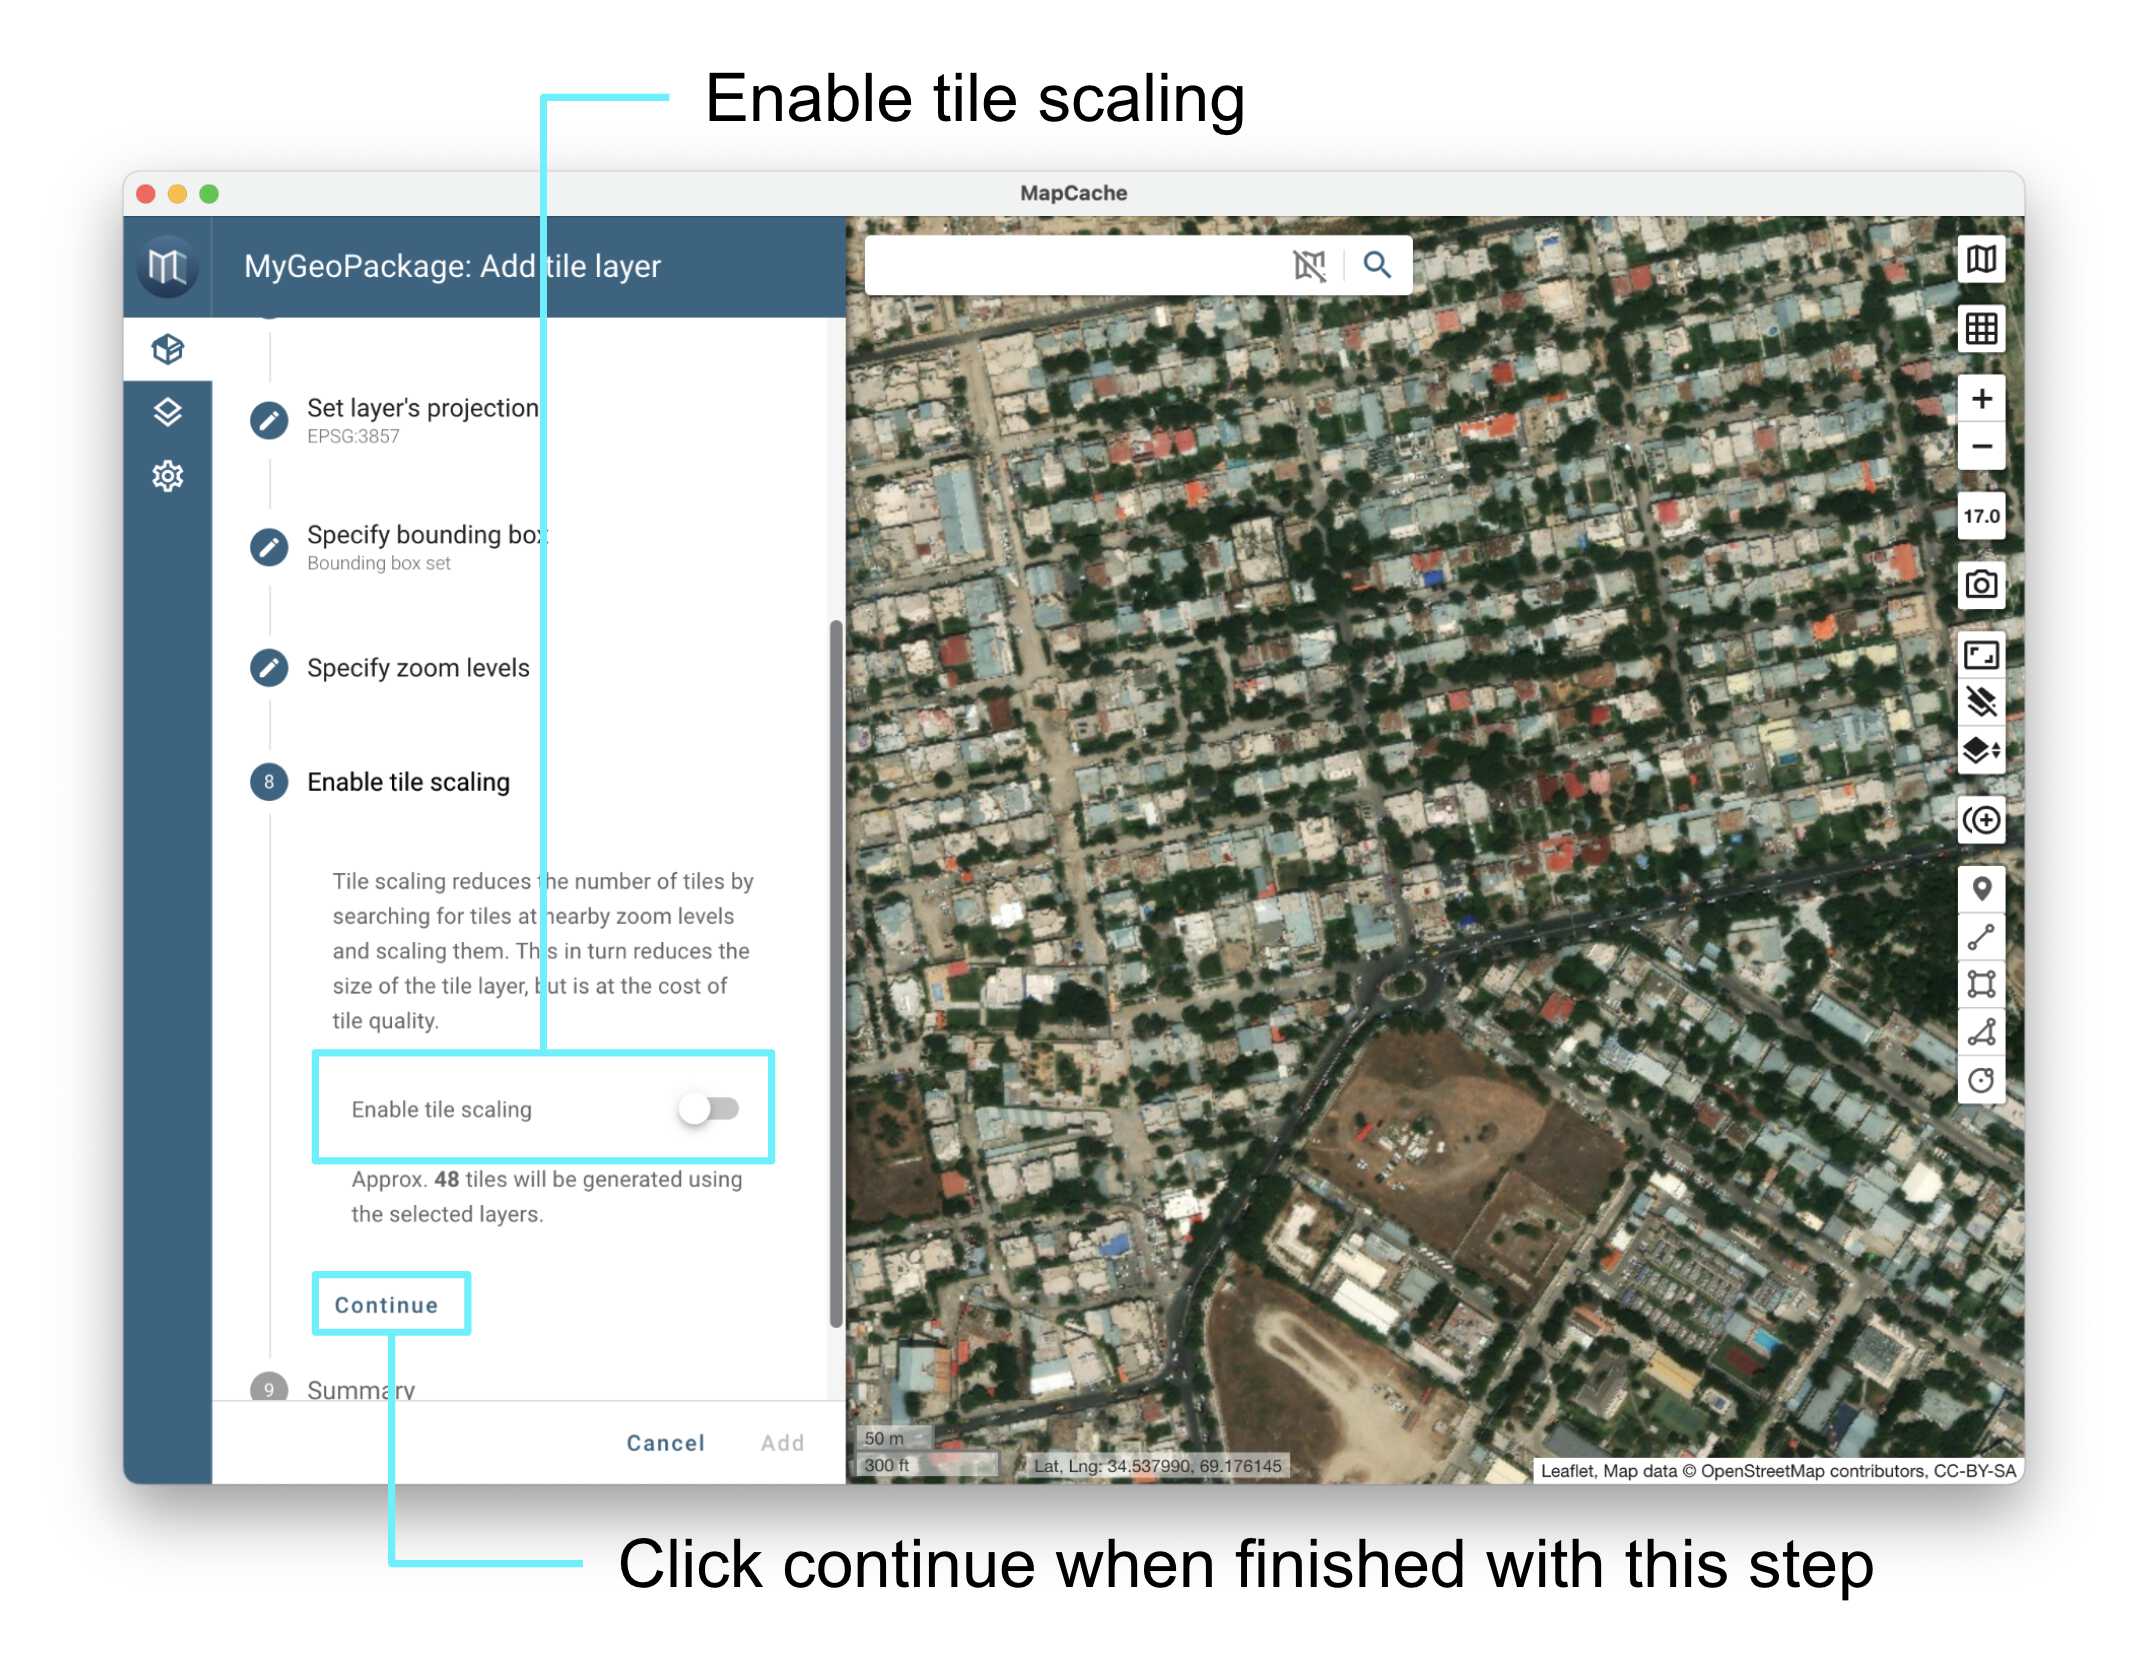 Enable tile scaling
MapCache
MyGeoPackage: Add tile layer
Set layer's projection
EPSG:3857
Specify bounding box
Bounding box set
Specify zoom levels
8 Enable tile scaling
Tile scaling reduces the number of tiles by
searching for tiles at nearby zoom levels
and scaling them. This in turn reduces the
size of the tile layer, but is at the cost of
tile quality.
Enable tile scaling
Approx. 48 tiles will be generated using
the selected layers.
Continue
9 Summary
Cancel Add
17.0
50 m
300 ft
Lat, Lng: 34.537990, 69.176145
Leaflet, Map data © OpenStreetMap contributors, CC-BY-SA
Click continue when finished with this step